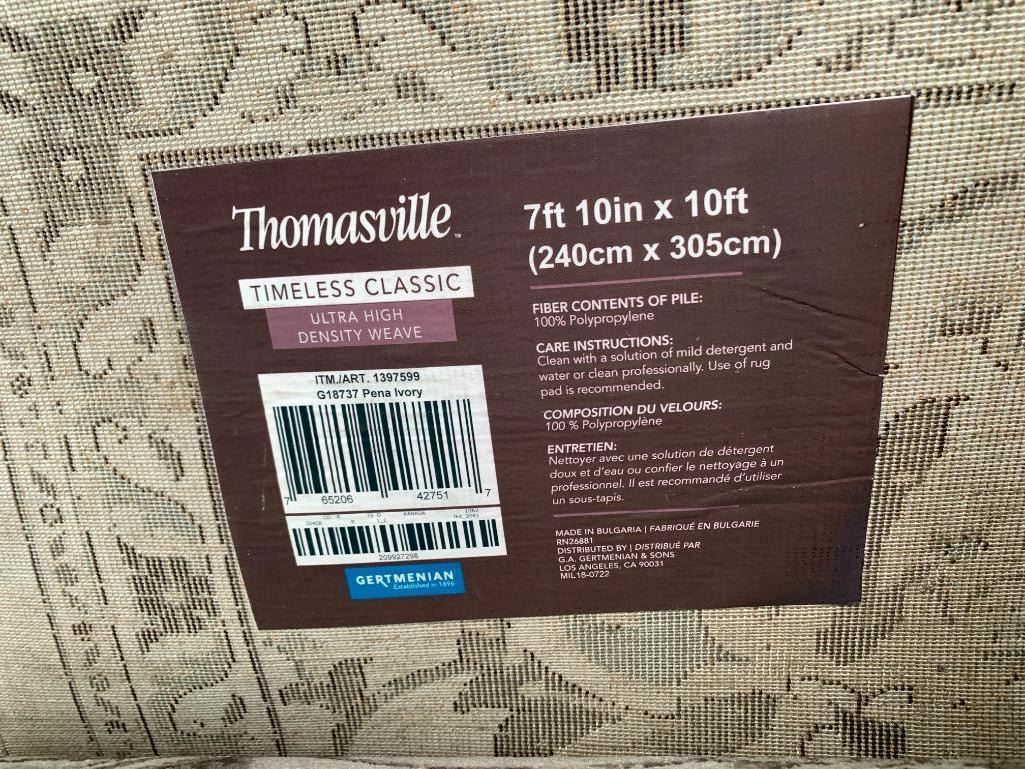 Thomasville™
TIMELESS CLASSIC
ULTRA HIGH
DENSITY WEAVE
ITM./ART. 1397599
G18737 Pena Ivory
7 65206 42751 7
KANADA
209927298
GERTMENIAN
Established in 1896
7ft 10in x 10ft
(240cm x 305cm)
FIBER CONTENTS OF PILE:
100% Polypropylene
CARE INSTRUCTIONS:
Clean with a solution of mild detergent and
water or clean professionally. Use of rug
pad is recommended.
COMPOSITION DU VELOURS:
100 % Polypropylène
ENTRETIEN:
Nettoyer avec une solution de détergent
doux et d'eau ou confier le nettoyage à un
professionnel. Il est recommandé d'utiliser
un sous-tapis.
MADE IN BULGARIA | FABRIQUÉ EN BULGARIE
RN26881
DISTRIBUTED BY | DISTRIBUÉ PAR
G.A. GERTMENIAN & SONS
LOS ANGELES, CA 90031
MIL18-0722